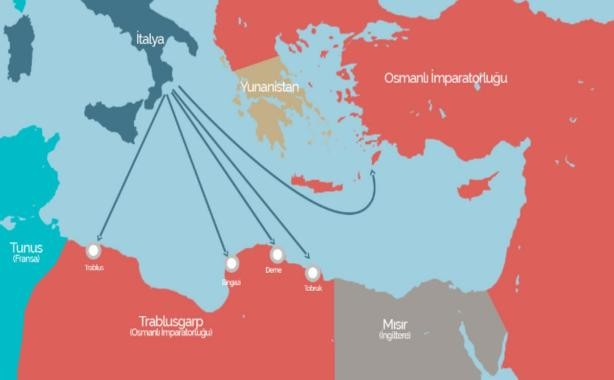 İtalya
Yunanistan
Osmanlı İmparatorluğu
Tunus
(Fransa)
Trablus
Bingazi
Derne
Tobruk
Trablusgarp
(Osmanlı İmparatorluğu)
Mısır
(İngiltere)